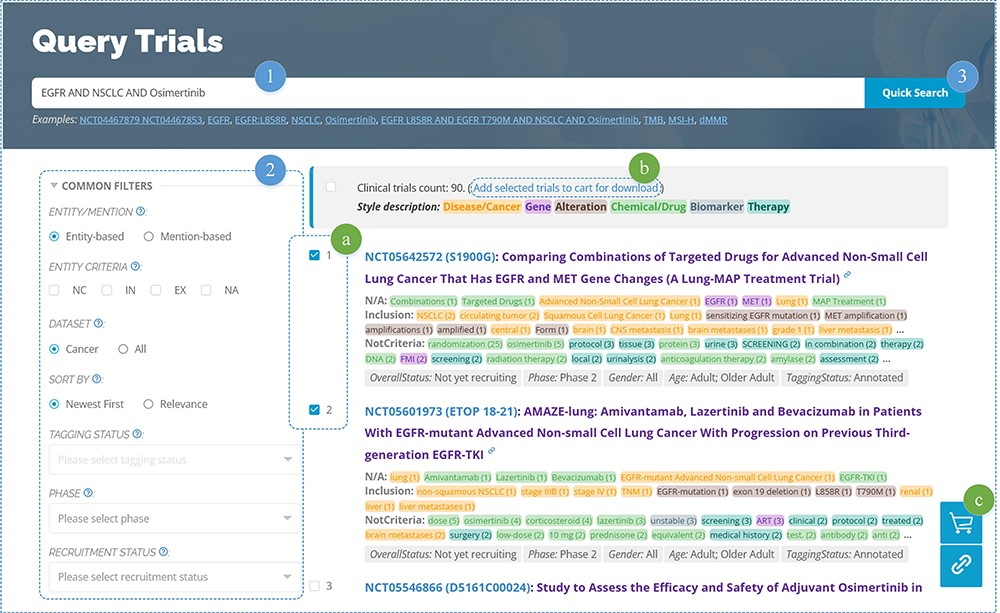 Query Trials
1
3
EGFR AND NSCLC AND Osimertinib
Quick Search
Examples: NCT04467879 NCT04467853, EGFR, EGFR:L858R, NSCLC, Osimertinib, EGFR L858R AND EGFR T790M AND NSCLC AND Osimertinib, TMB, MSI-H, dMMR
2
COMMON FILTERS
ENTITY/MENTION ?:
Entity-based Mention-based
ENTITY CRITERIA ?:
NC IN EX NA
DATASET ?:
Cancer All
SORT BY ?:
Newest First Relevance
TAGGING STATUS ?:
Please select tagging status
PHASE ?:
Please select phase
RECRUITMENT STATUS ?:
Please select recruitment status
b
Clinical trials count: 90. (Add selected trials to cart for download)
Style description: Disease/Cancer Gene Alteration Chemical/Drug Biomarker Therapy
a
1
NCT05642572 (S1900G): Comparing Combinations of Targeted Drugs for Advanced Non-Small Cell
Lung Cancer That Has EGFR and MET Gene Changes (A Lung-MAP Treatment Trial)
N/A: Combinations (1) Targeted Drugs (1) Advanced Non-Small Cell Lung Cancer (1) EGFR (1) MET (1) Lung (1) MAP Treatment (1)
Inclusion: NSCLC (2) circulating tumor (2) Squamous Cell Lung Cancer (1) Lung (1) sensitizing EGFR mutation (1) MET amplification (1)
amplifications (1) amplified (1) central (1) Form (1) brain (1) CNS metastasis (1) brain metastases (1) grade 1 (1) liver metastasis (1) ...
NotCriteria: randomization (25) osimertinib (5) protocol (3) tissue (3) protein (3) urine (3) SCREENING (2) in combination (2) therapy (2)
DNA (2) FMI (2) screening (2) radiation therapy (2) local (2) urinalysis (2) anticoagulation therapy (2) amylase (2) assessment (2) ...
OverallStatus: Not yet recruiting Phase: Phase 2 Gender: All Age: Adult; Older Adult TaggingStatus: Annotated
2
NCT05601973 (ETOP 18-21): AMAZE-lung: Amivantamab, Lazertinib and Bevacizumab in Patients
With EGFR-mutant Advanced Non-small Cell Lung Cancer With Progression on Previous Third-
generation EGFR-TKI
N/A: lung (1) Amivantamab (1) Lazertinib (1) Bevacizumab (1) EGFR-mutant Advanced Non-small Cell Lung Cancer (1) EGFR-TKI (1)
Inclusion: non-squamous NSCLC (1) stage IIIB (1) stage IV (1) TNM (1) EGFR-mutation (1) exon 19 deletion (1) L858R (1) T790M (1) renal (1)
liver (1) liver metastases (1)
NotCriteria: dose (5) osimertinib (4) corticosteroid (4) lazertinib (3) unstable (3) screening (3) ART (3) clinical (2) protocol (2) treated (2)
brain metastases (2) surgery (2) low-dose (2) 10 mg (2) prednisone (2) equivalent (2) medical history (2) test. (2) antibody (2) anti (2) ...
OverallStatus: Not yet recruiting Phase: Phase 2 Gender: All Age: Adult; Older Adult TaggingStatus: Annotated
c
3
NCT05546866 (D5161C00024): Study to Assess the Efficacy and Safety of Adjuvant Osimertinib in